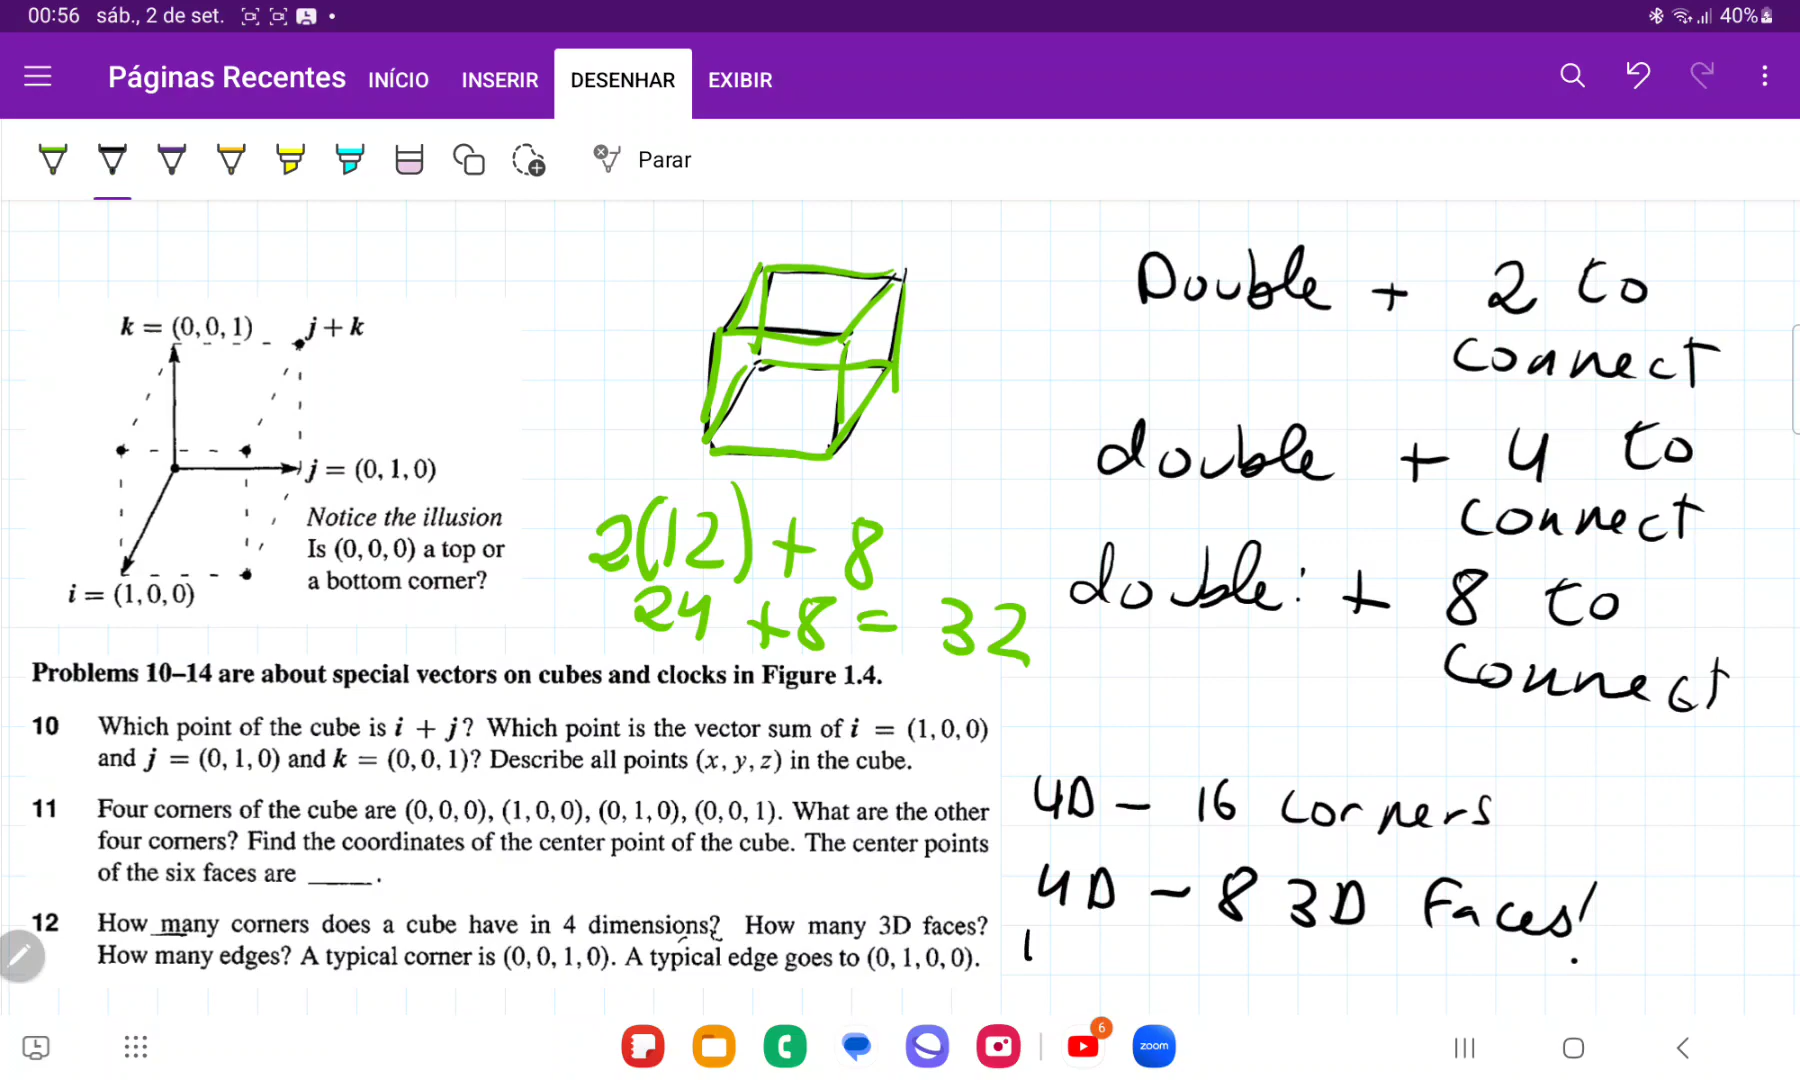 00:56 sáb., 2 de set. •
40%
Páginas Recentes INÍCIO INSERIR DESENHAR EXIBIR
Parar
k = (0,0,1)
j + k
j = (0,1,0)
Notice the illusion
Is (0,0,0) a top or
a bottom corner?
i = (1,0,0)
2(12) + 8
24 + 8 = 32
Double + 2 to
connect
double + 4 to
connect
double: + 8 to
connect
Problems 10–14 are about special vectors on cubes and clocks in Figure 1.4.
10 Which point of the cube is i + j? Which point is the vector sum of i = (1,0,0)
and j = (0,1,0) and k = (0,0,1)? Describe all points (x, y, z) in the cube.
11 Four corners of the cube are (0,0,0), (1,0,0), (0,1,0), (0,0,1). What are the other
four corners? Find the coordinates of the center point of the cube. The center points
of the six faces are _____.
12 How many corners does a cube have in 4 dimensions? How many 3D faces?
How many edges? A typical corner is (0,0,1,0). A typical edge goes to (0,1,0,0).
4D – 16 corners
4D – 8 3D Faces!
6
zoom